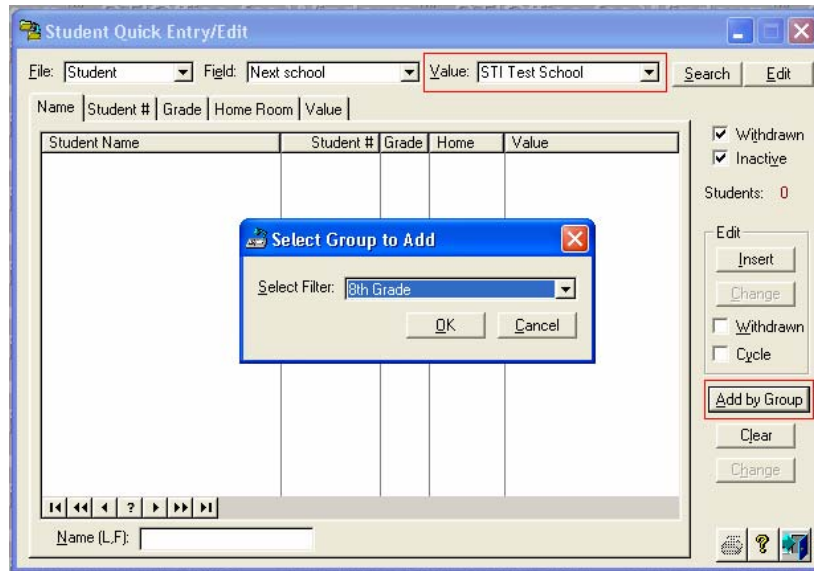 Student Quick Entry/Edit
File: Student Field: Next school Value: STI Test School Search Edit
Name Student # Grade Home Room Value
Student Name Student # Grade Home Value
Withdrawn
Inactive
Students: 0
Select Group to Add
Select Filter: 8th Grade
OK Cancel
Edit
Insert
Change
Withdrawn
Cycle
Add by Group
Clear
Change
?
Name (L,F):
?